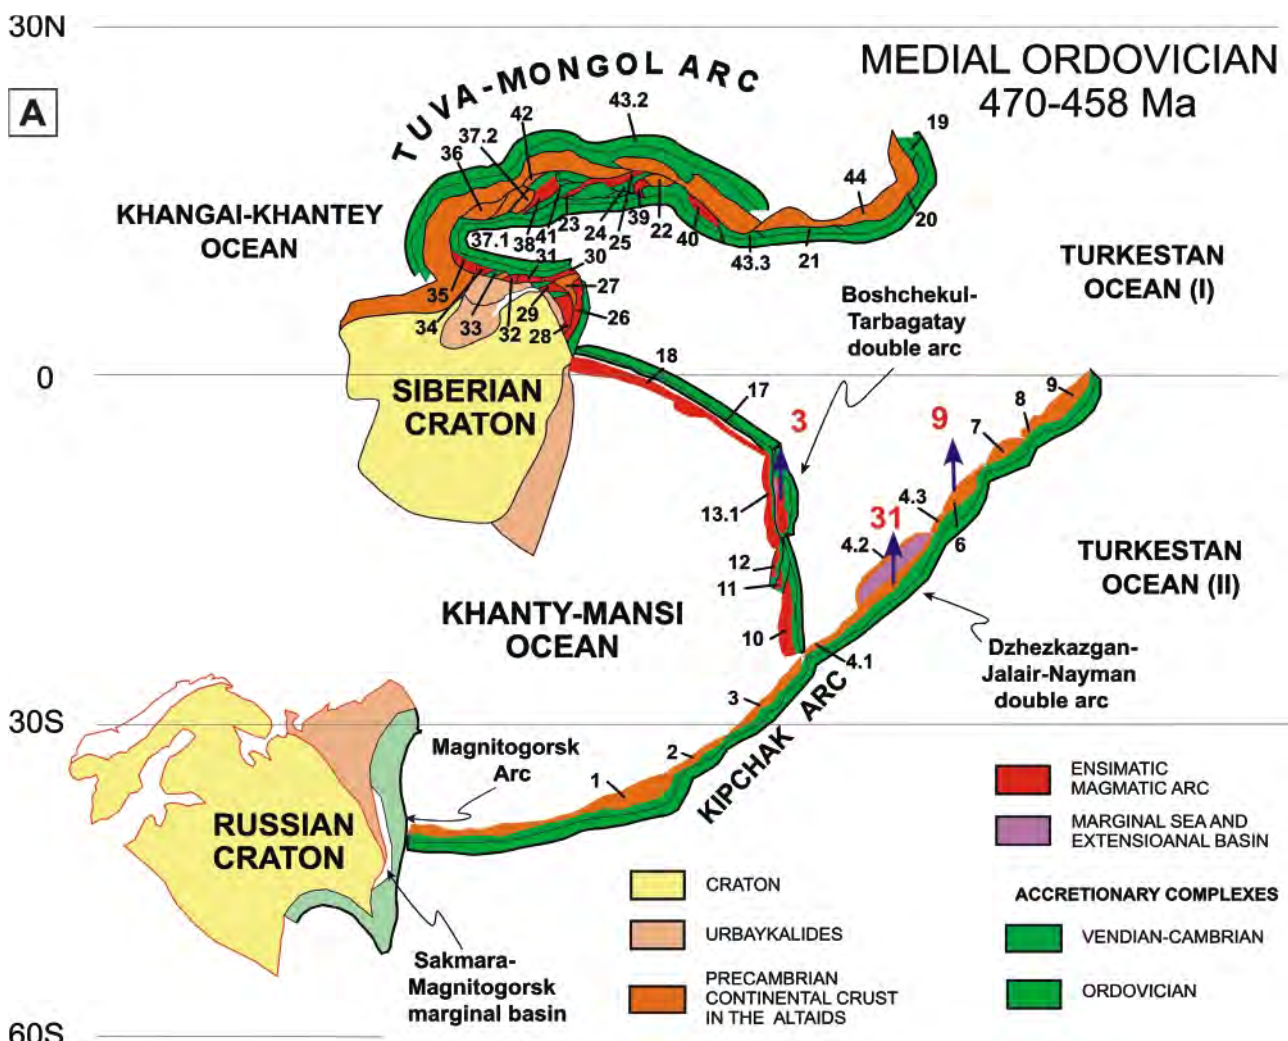 30N
MEDIAL ORDOVICIAN
470-458 Ma
A
TUVA-MONGOL ARC
43.2
42
37.2
36
19
44
20
KHANGAI-KHANTEY
OCEAN
37.1
38
41
23
24
25
39
22
40
43.3
21
31
30
TURKESTAN
OCEAN (I)
35
34
33
32
29
28
27
26
Boshchekul-
Tarbagatay
double arc
0
SIBERIAN
CRATON
18
17
3
9
9
8
7
13.1
4.3
31
4.2
6
12
11
TURKESTAN
OCEAN (II)
KHANTY-MANSI
OCEAN
10
4.1
Dzhezkazgan-
Jalair-Nayman
double arc
3
KIPCHAK ARC
30S
2
1
Magnitogorsk
Arc
RUSSIAN
CRATON
Sakmara-
Magnitogorsk
marginal basin
ENSIMATIC
MAGMATIC ARC
MARGINAL SEA AND
EXTENSIOANAL BASIN
CRATON
URBAYKALIDES
PRECAMBRIAN
CONTINENTAL CRUST
IN THE ALTAIDS
ACCRETIONARY COMPLEXES
VENDIAN-CAMBRIAN
ORDOVICIAN
60S